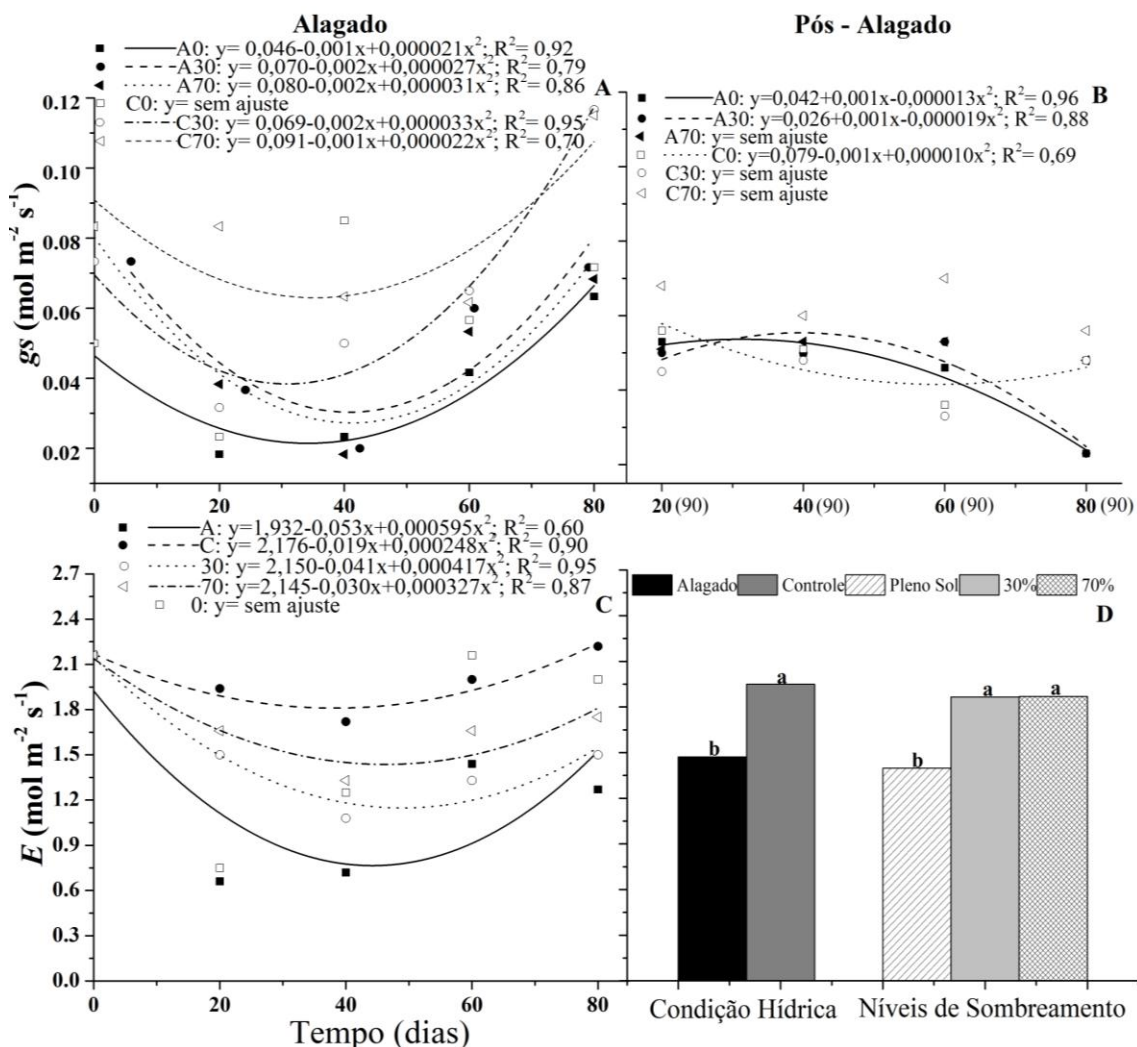 Alagado
A0: y= 0,046-0,001x+0,000021x²; R²= 0,92
A30: y= 0,070-0,002x+0,000027x²; R²= 0,79
A70: y= 0,080-0,002x+0,000031x²; R²= 0,86
C0: y= sem ajuste
C30: y= 0,069-0,002x+0,000033x²; R²= 0,95
C70: y= 0,091-0,001x+0,000022x²; R²= 0,70
A
gs (mol m⁻² s⁻¹)
0.12
0.10
0.08
0.06
0.04
0.02
0 20 40 60 80
Pós - Alagado
A0: y=0,042+0,001x-0,000013x²; R²= 0,96
A30: y=0,026+0,001x-0,000019x²; R²= 0,88
A70: y= sem ajuste
C0: y=0,079-0,001x+0,000010x²; R²= 0,69
C30: y= sem ajuste
C70: y= sem ajuste
B
20 (90) 40 (90) 60 (90) 80 (90)
A: y=1,932-0,053x+0,000595x²; R²= 0,60
C: y= 2,176-0,019x+0,000248x²; R²= 0,90
30: y= 2,150-0,041x+0,000417x²; R²= 0,95
70: y=2,145-0,030x+0,000327x²; R²= 0,87
0: y= sem ajuste
C
E (mol m⁻² s⁻¹)
2.7
2.4
2.1
1.8
1.5
1.2
0.9
0.6
0.3
0.0
0 20 40 60 80
Tempo (dias)
Alagado Controle Pleno Sol 30% 70%
D
b a b a a
Condição Hídrica Níveis de Sombreamento